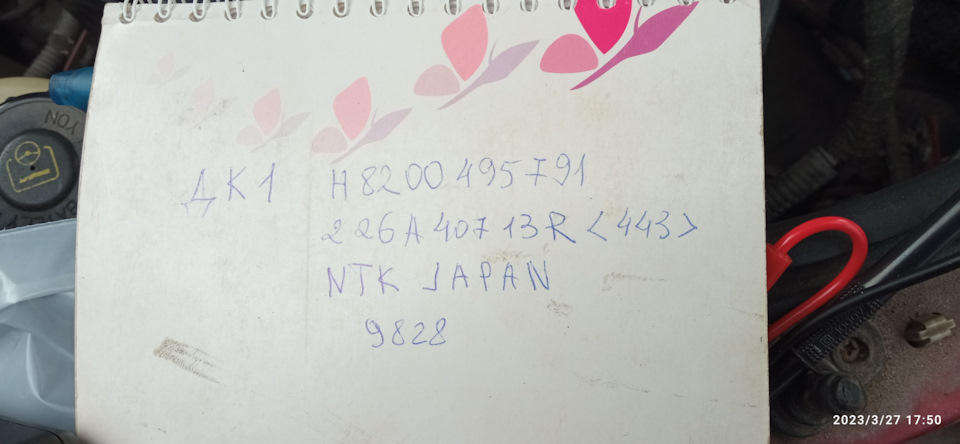 ДК1 H8200495791
226A40713R <443>
NTK JAPAN
9828
2023/3/27 17:50